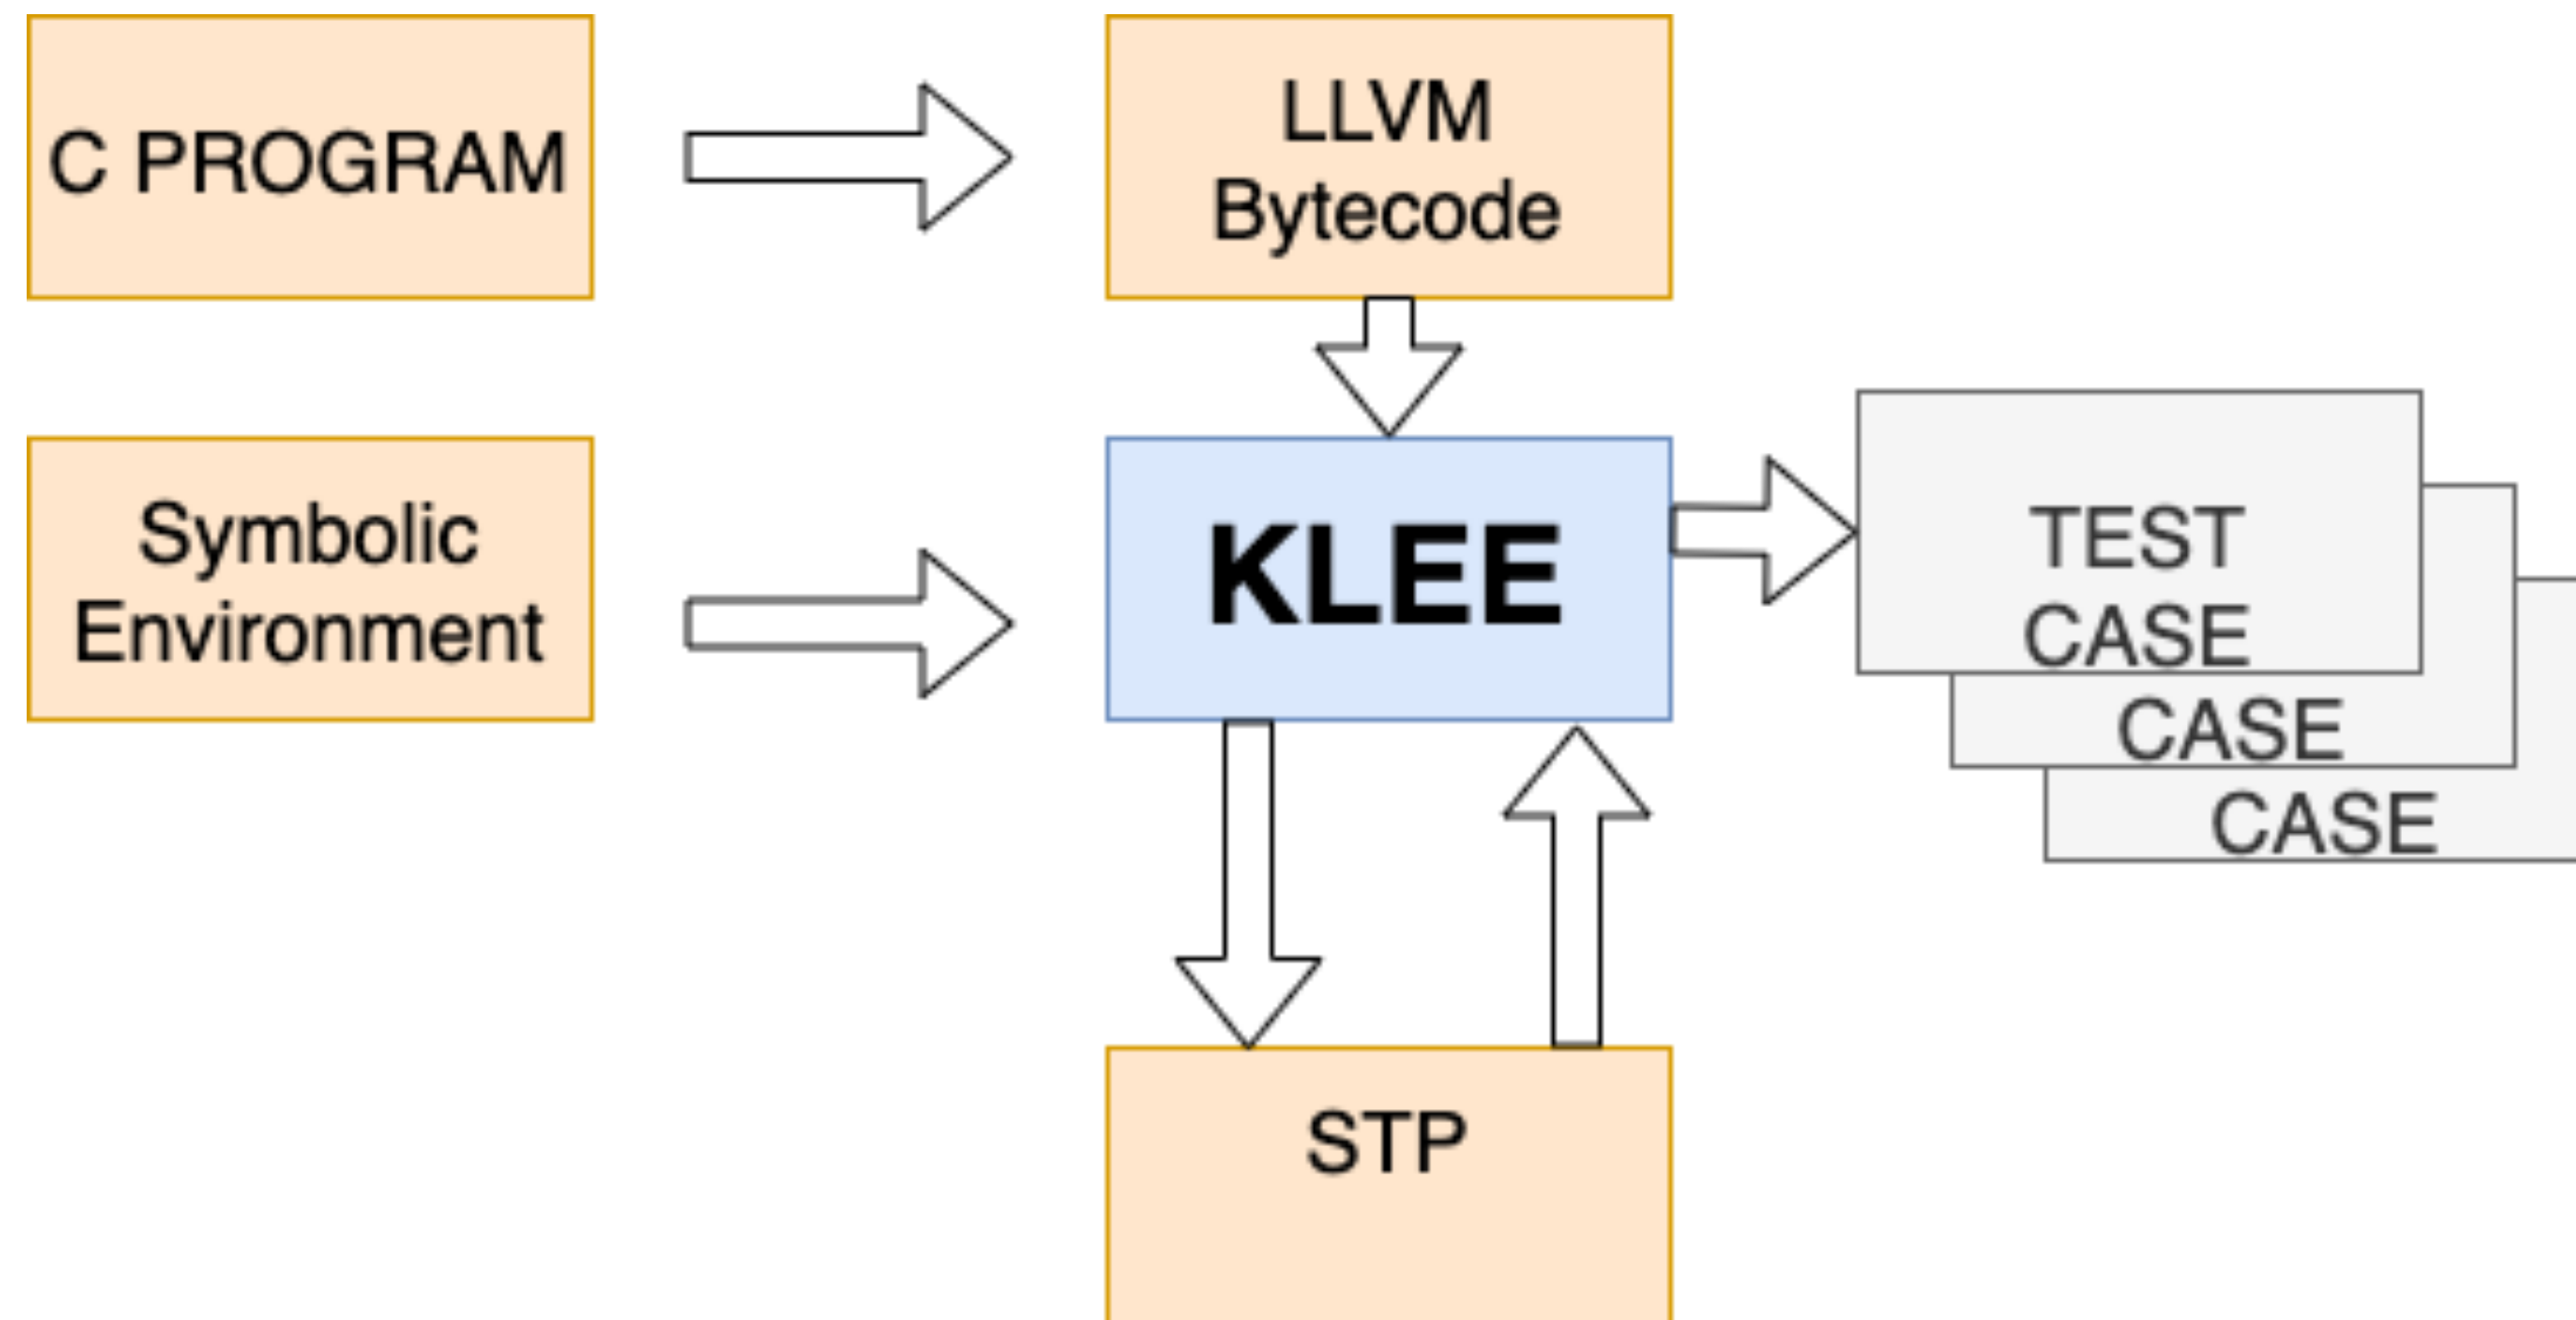 C PROGRAM
LLVM
Bytecode
Symbolic
Environment
KLEE
TEST
CASE
CASE
CASE
STP